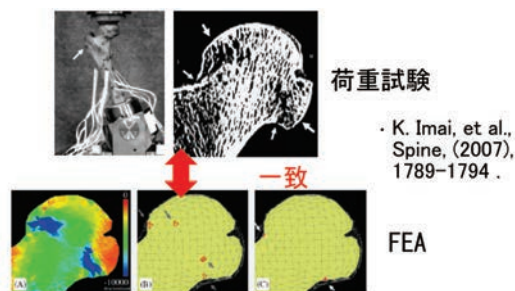 荷重試験
・K. Imai, et al.,
Spine, (2007),
1789-1794 .
一致
FEA
-10000
(A)
(B)
(C)